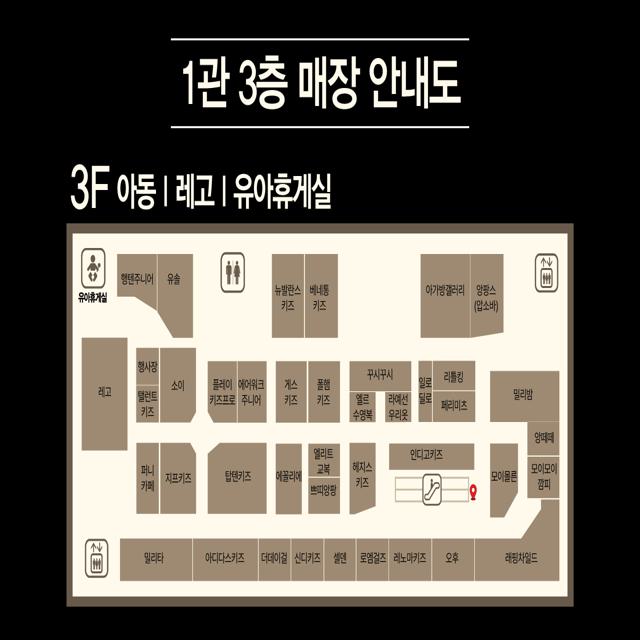 1관 3층 매장 안내도
3F 아동 | 레고 | 유아휴게실
유아휴게실
행텐주니어
유솔
뉴발란스
키즈
베네통
키즈
아가방갤러리
앙팡스
(압소바)
레고
행사장
탤런트
키즈
소이
플레이
키즈프로
에어워크
주니어
게스
키즈
폴햄
키즈
꾸시꾸시
엘르
수영복
라예선
우리옷
일로
딜로
리틀킹
페리미츠
밀리밤
앙떼떼
모이모이
깜피
퍼니
카페
지프키즈
탑텐키즈
에꼴리에
엘리트
교복
쁘띠앙팡
헤지스
키즈
인디고키즈
모이몰른
밀리타
아디다스키즈
더데이걸
신디키즈
셀덴
로엠걸즈
레노마키즈
오후
래핑차일드